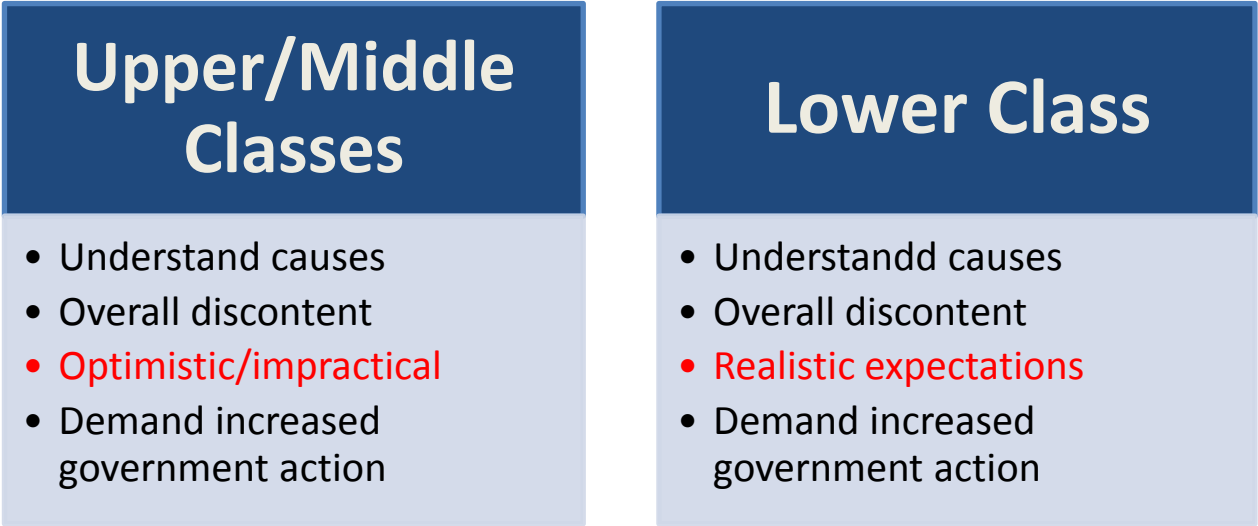 Upper/Middle
Classes
• Understand causes
• Overall discontent
• Optimistic/impractical
• Demand increased
government action
Lower Class
• Understandd causes
• Overall discontent
• Realistic expectations
• Demand increased
government action